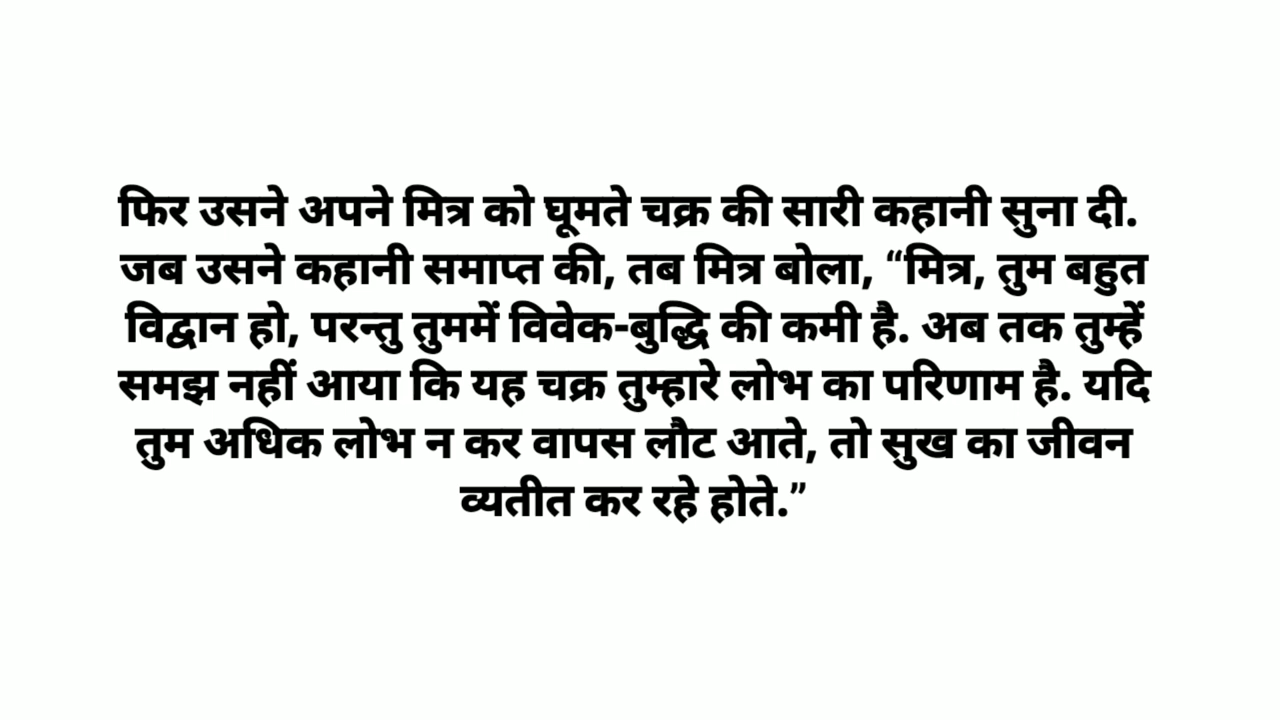 फिर उसने अपने मित्र को घूमते चक्र की सारी कहानी सुना दी.
जब उसने कहानी समाप्त की, तब मित्र बोला, “मित्र, तुम बहुत
विद्वान हो, परन्तु तुममें विवेक-बुद्धि की कमी है. अब तक तुम्हें
समझ नहीं आया कि यह चक्र तुम्हारे लोभ का परिणाम है. यदि
तुम अधिक लोभ न कर वापस लौट आते, तो सुख का जीवन
व्यतीत कर रहे होते.”